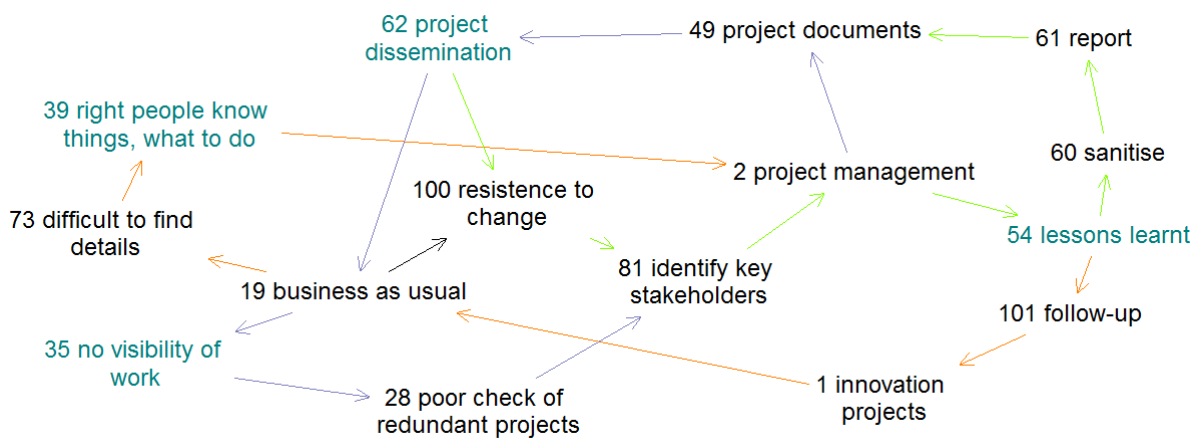 62 project
dissemination
49 project documents
61 report
39 right people know
things, what to do
60 sanitise
2 project management
100 resistence to
change
73 difficult to find
details
54 lessons learnt
81 identify key
stakeholders
19 business as usual
101 follow-up
35 no visibility of
work
1 innovation
projects
28 poor check of
redundant projects